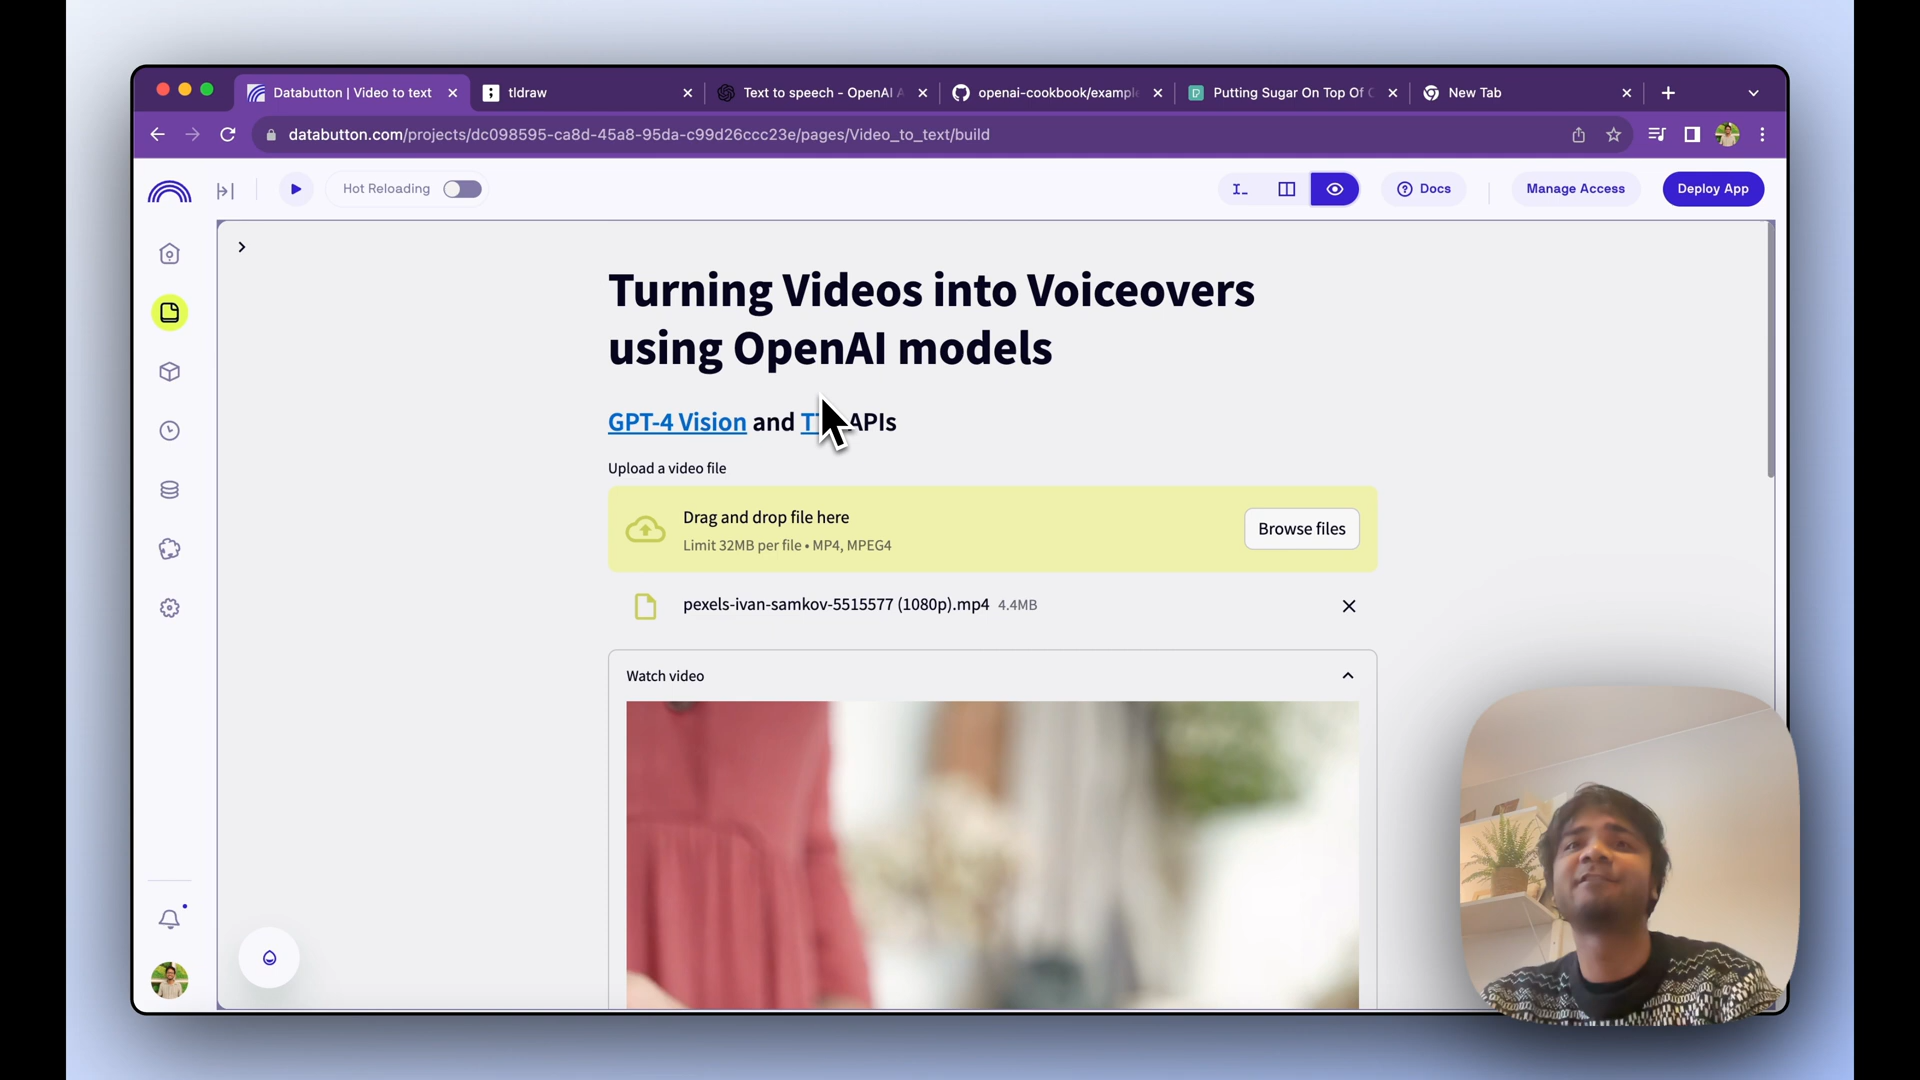 Databutton | Video to text
tldraw
Text to speech - OpenAI A
openai-cookbook/exampl
Putting Sugar On Top Of C
New Tab
databutton.com/projects/dc098595-ca8d-45a8-95da-c99d26ccc23e/pages/Video_to_text/build
Hot Reloading
Docs
Manage Access
Deploy App
Turning Videos into Voiceovers
using OpenAI models
GPT-4 Vision and APIs
Upload a video file
Drag and drop file here
Limit 32MB per file • MP4, MPEG4
Browse files
pexels-ivan-samkov-5515577 (1080p).mp4 4.4MB
Watch video